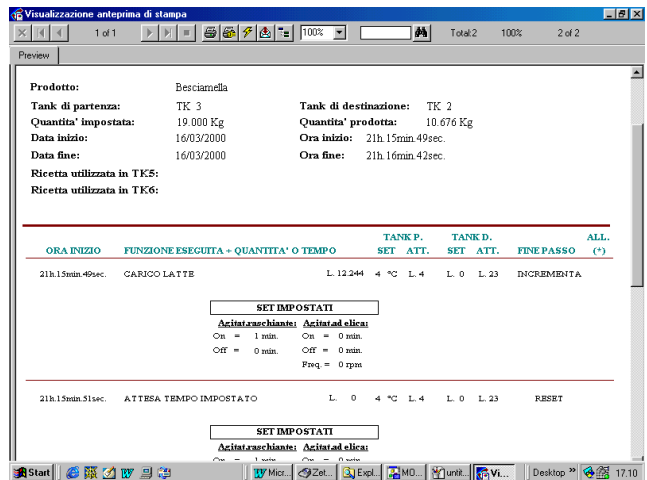 Visualizzazione anteprima di stampa
1 of 1 100% Total:2 100% 2 of 2
Preview
Prodotto: Besciamella
Tank di partenza: TK 3 Tank di destinazione: TK 2
Quantita' impostata: 19.000 Kg Quantita' prodotta: 10.676 Kg
Data inizio: 16/03/2000 Ora inizio: 21h.15min.49sec.
Data fine: 16/03/2000 Ora fine: 21h.16min.42sec.
Ricetta utilizzata in TK5:
Ricetta utilizzata in TK6:
TANK P. TANK D. ALL.
ORA INIZIO FUNZIONE ESEGUITA + QUANTITA' O TEMPO SET ATT. SET ATT. FINE PASSO (*)
21h.15min.49sec. CARICO LATTE L. 12.244 4 °C L. 4 L. 0 L. 23 INCREMENTA
SET IMPOSTATI
Agitat.raschiante: Agitat.ad elica:
On = 1 min. On = 0 min.
Off = 0 min. Off = 0 min.
Freq. = 0 rpm
21h.15min.51sec. ATTESA TEMPO IMPOSTATO L. 0 4 °C L. 4 L. 0 L. 23 RESET
SET IMPOSTATI
Agitat.raschiante: Agitat.ad elica:
Start Micr... Zet... Expl... MO... untit... Vi... Desktop » 17.10